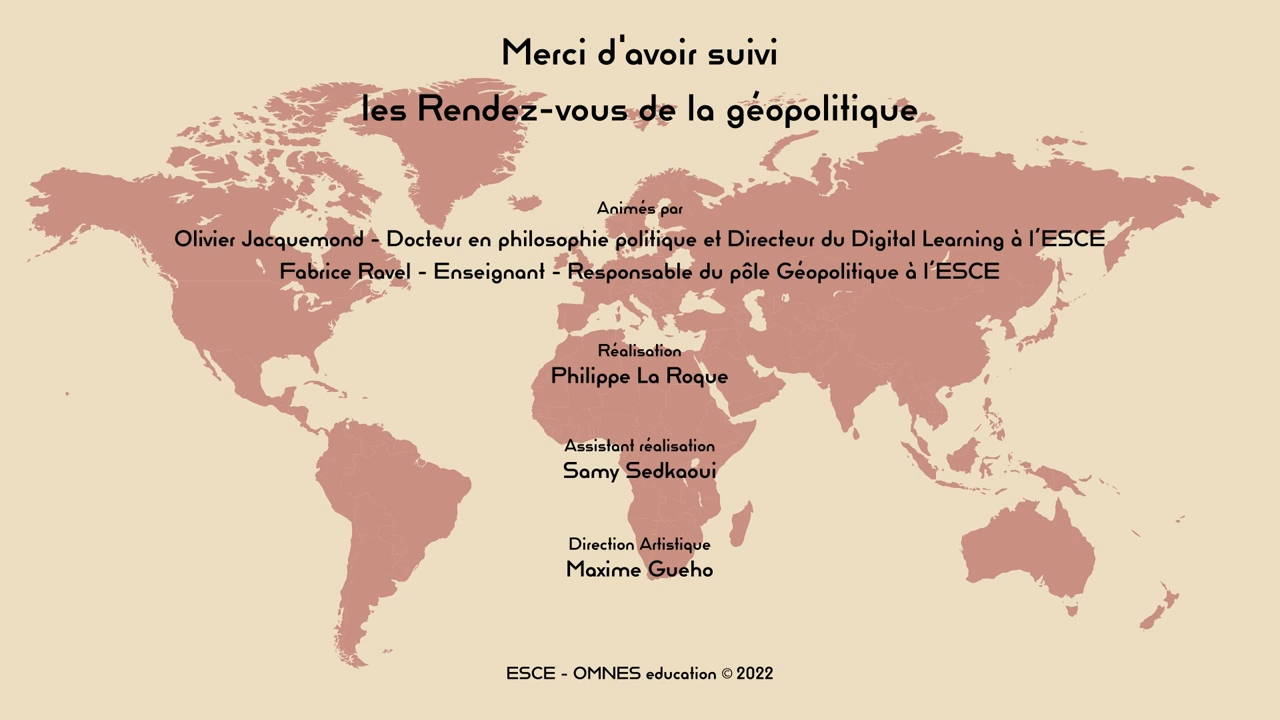 Merci d'avoir suivi
les Rendez-vous de la géopolitique
Animés par
Olivier Jacquemond - Docteur en philosophie politique et Directeur du Digital Learning à l'ESCE
Fabrice Ravel - Enseignant - Responsable du pôle Géopolitique à l'ESCE
Réalisation
Philippe La Roque
Assistant réalisation
Samy Sedkaoui
Direction Artistique
Maxime Gueho
ESCE - OMNES education © 2022